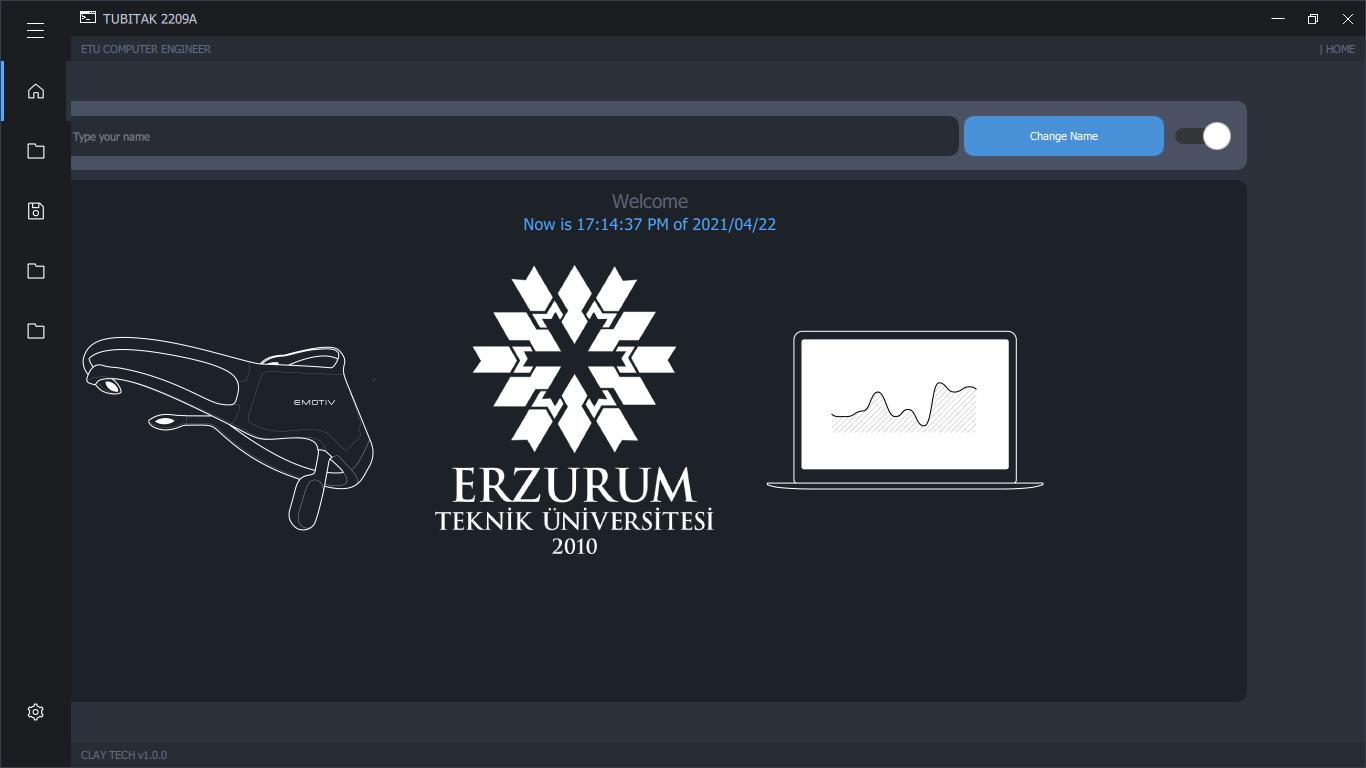 TUBITAK 2209A
ETU COMPUTER ENGINEER
| HOME
Type your name
Change Name
Welcome
Now is 17:14:37 PM of 2021/04/22
EMOTIV
ERZURUM
TEKNİK ÜNİVERSİTESİ
2010
CLAY TECH v1.0.0